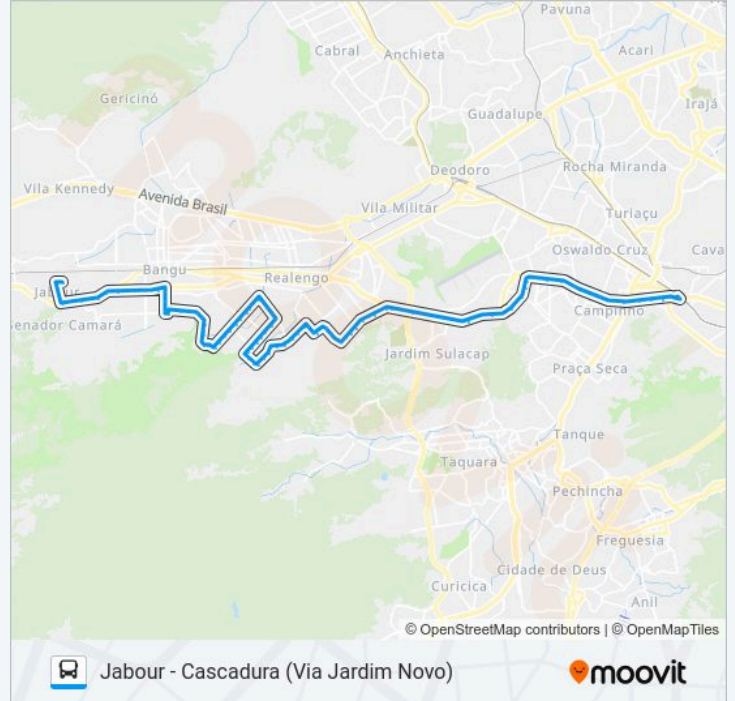 Pavuna
Cabral
Anchieta
Acari
Gericinó
Irajá
Guadalupe
Deodoro
Rocha Miranda
Vila Kennedy
Avenida Brasil
Vila Militar
Turiaçu
Oswaldo Cruz
Cava
Bangu
Realengo
Senador Camará
Campinho
Jardim Sulacap
Praça Seca
Tanque
Taquara
Pechincha
Freguesia
Cidade de Deus
Curicica
Anil
© OpenStreetMap contributors | © OpenMapTiles
Jabour - Cascadura (Via Jardim Novo)
moovit